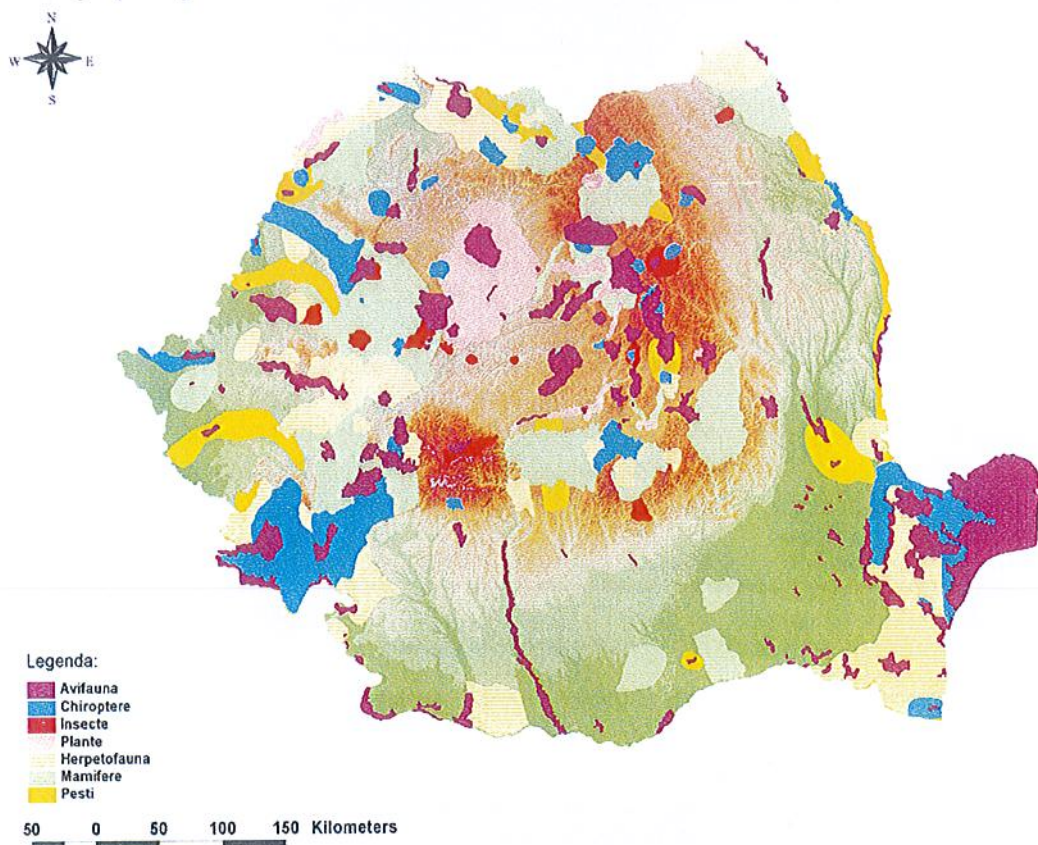 N
W E
S
Legenda:
Avifauna
Chiroptere
Insecte
Plante
Herpetofauna
Mamifere
Pesti
50 0 50 100 150 Kilometers